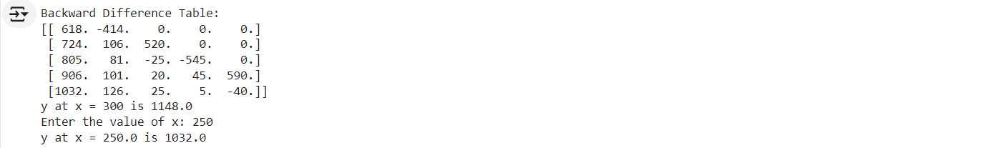 Backward Difference Table:
[[ 618. -414.    0.    0.    0.]
 [ 724.  106.  520.    0.    0.]
 [ 805.   81.  -25. -545.    0.]
 [ 906.  101.   20.   45.  590.]
 [1032.  126.   25.    5.  -40.]]
y at x = 300 is 1148.0
Enter the value of x: 250
y at x = 250.0 is 1032.0